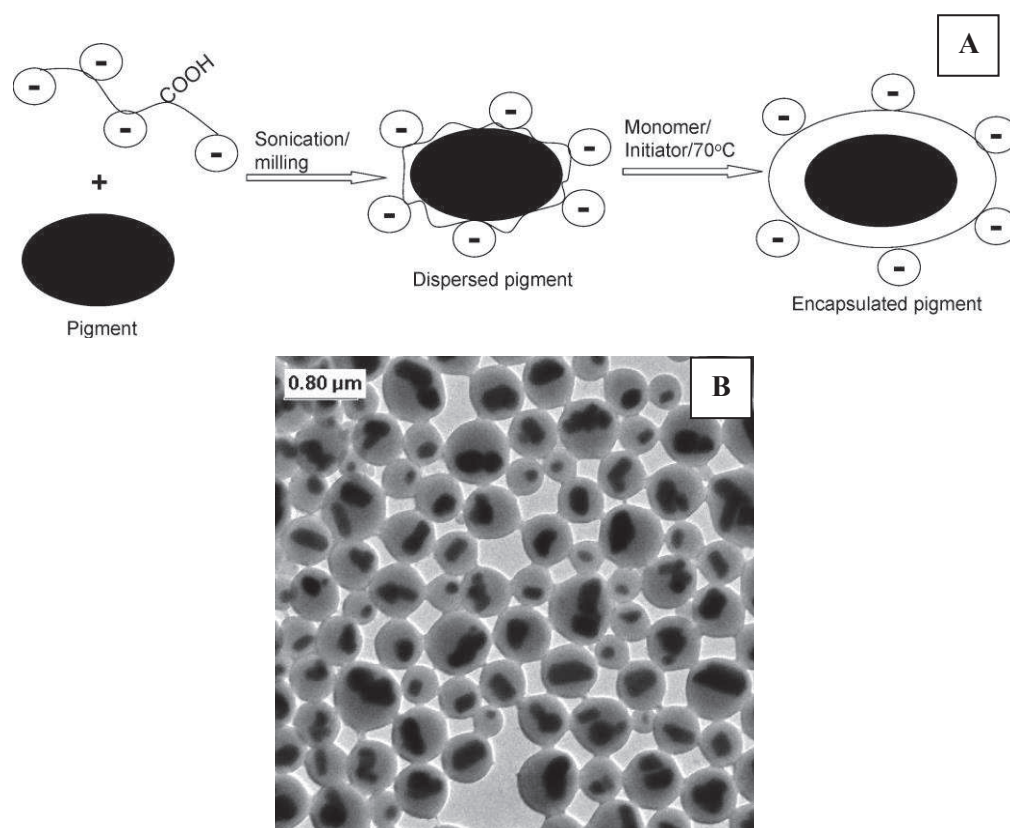 A
COOH
-
-
-
-
+
Pigment
Sonication/
milling
-
-
-
-
-
Dispersed pigment
Monomer/
Initiator/70°C
-
-
-
-
-
-
Encapsulated pigment
0.80 µm
B